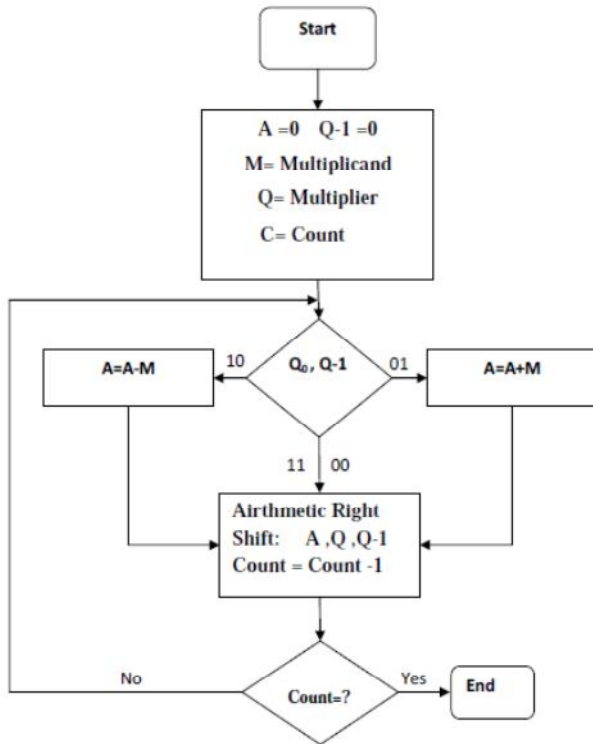 Start
A =0 Q-1 =0
M= Multiplicand
Q= Multiplier
C= Count
A=A-M
10
Q₀, Q-1
01
A=A+M
11 00
Airthmetic Right
Shift: A ,Q ,Q-1
Count = Count -1
No
Count=?
Yes
End